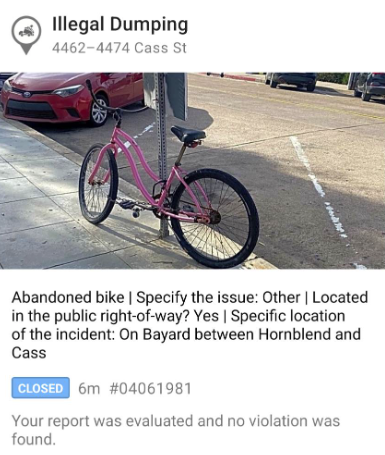 Illegal Dumping
4462–4474 Cass St
Abandoned bike | Specify the issue: Other | Located
in the public right-of-way? Yes | Specific location
of the incident: On Bayard between Hornblend and
Cass
CLOSED 6m #04061981
Your report was evaluated and no violation was
found.